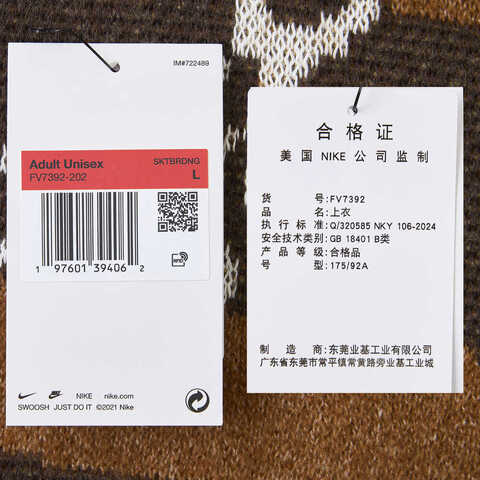 IM#722489
Adult Unisex
SKTBRDNG
FV7392-202
L
1 97601 39406 2
RFID
NIKE nike.com
SWOOSH JUST DO IT ©2021 Nike
合格证
美国 NIKE 公司监制
货号:FV7392
品名:上衣
执行标准:Q/320585 NKY 106-2024
安全技术类别:GB 18401 B类
产品等级:合格品
号型:175/92A
制造商:东莞业基工业有限公司
广东省东莞市常平镇常黄路旁业基工业城